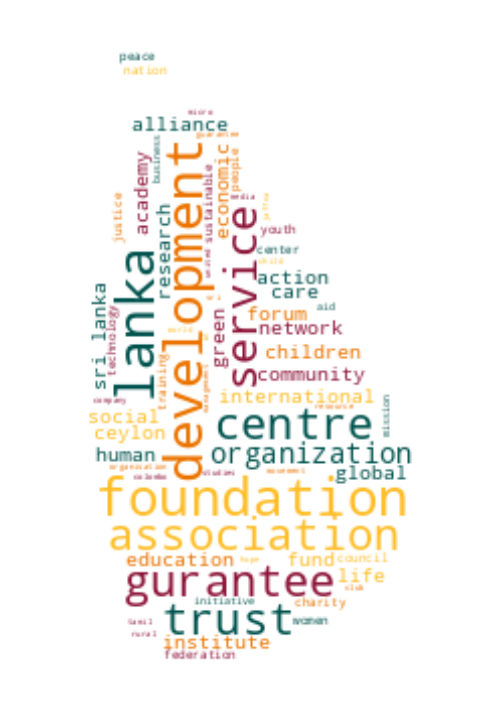 peace
nation
micro
alliance
guarantee
business
development
economic
people
academy
sustainable
media
justice
research
service
jaffna
youth
lanka
center
child
united
action
care
sri lanka
technology
aid
forum
network
green
world
children
training
management
community
company
international
resource
mission
social
centre
ceylon
human
organization
organisation
global
colombo
studies
movement
foundation
association
education
hope
fund
council
gurantee
life
club
initiative
charity
trust
tamil
women
rural
institute
federation